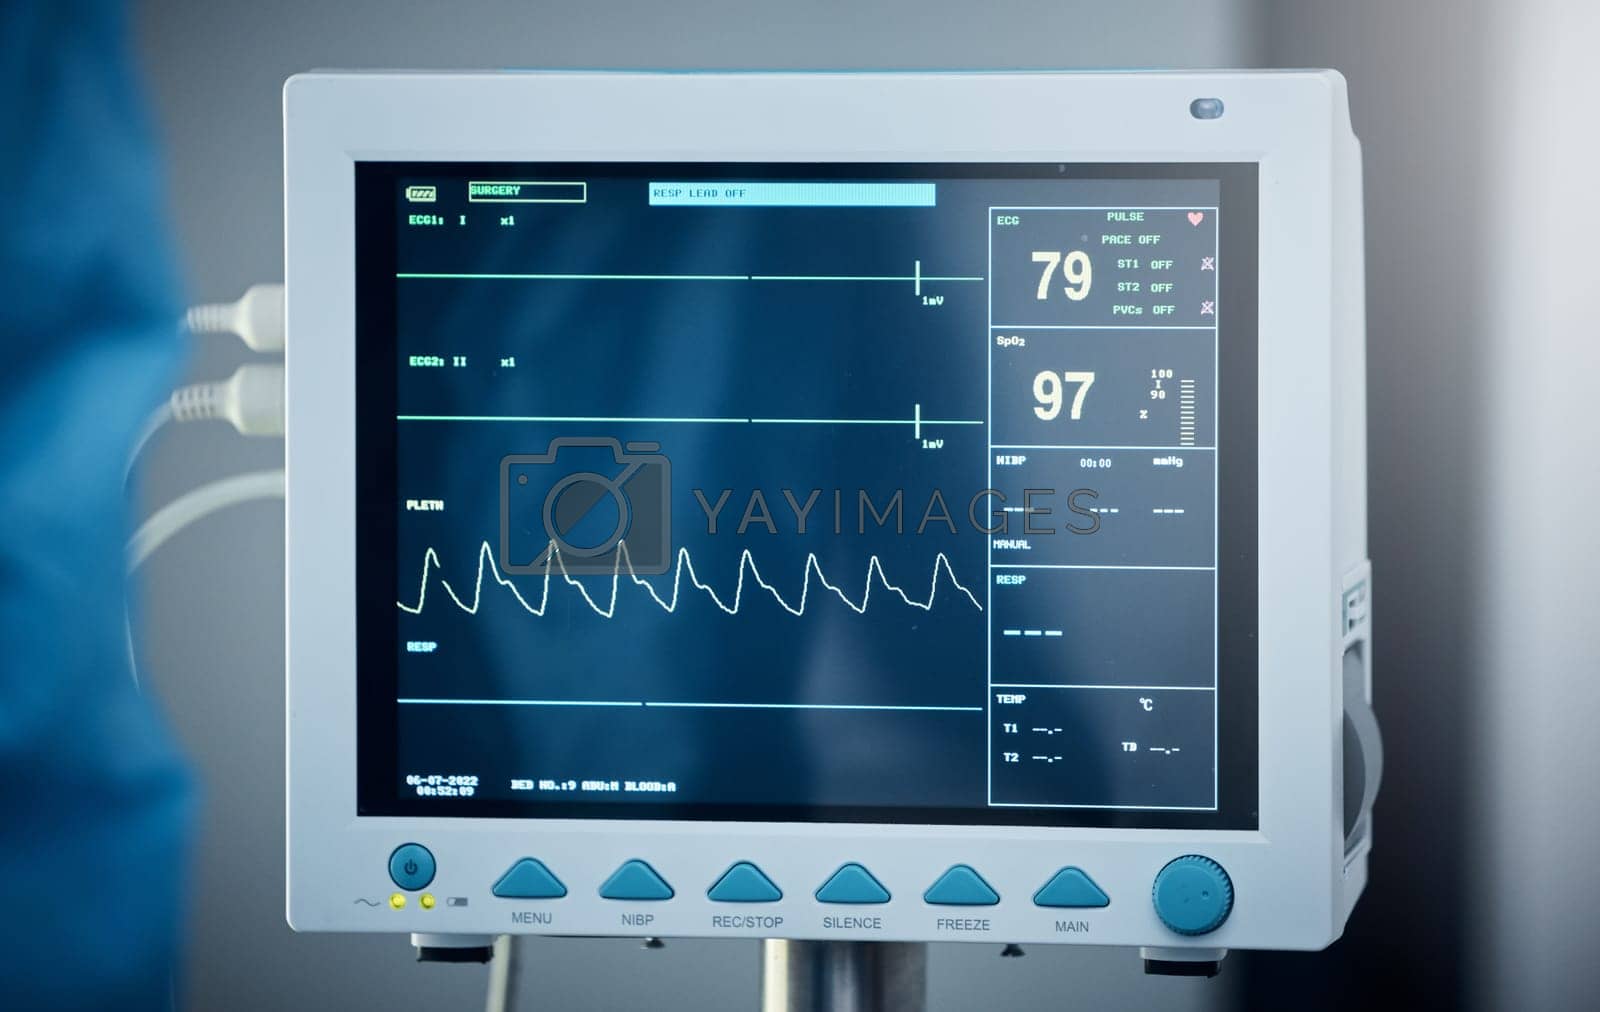 SURGERY
RESP LEAD OFF
ECG1: I x1
1mV
ECG2: II x1
1mV
PLETH
RESP
06-07-2022
00:52:09
BED NO.:9 ADU:M BLOOD:A
ECG PULSE
PACE OFF
79
ST1 OFF
ST2 OFF
PVCs OFF
SpO2
97
100
90
%
NIBP 00:00 mmHg
--- --- ---
MANUAL
RESP
---
TEMP ℃
T1 --.-
TD --.-
T2 --.-
YAYIMAGES
MENU NIBP REC/STOP SILENCE FREEZE MAIN